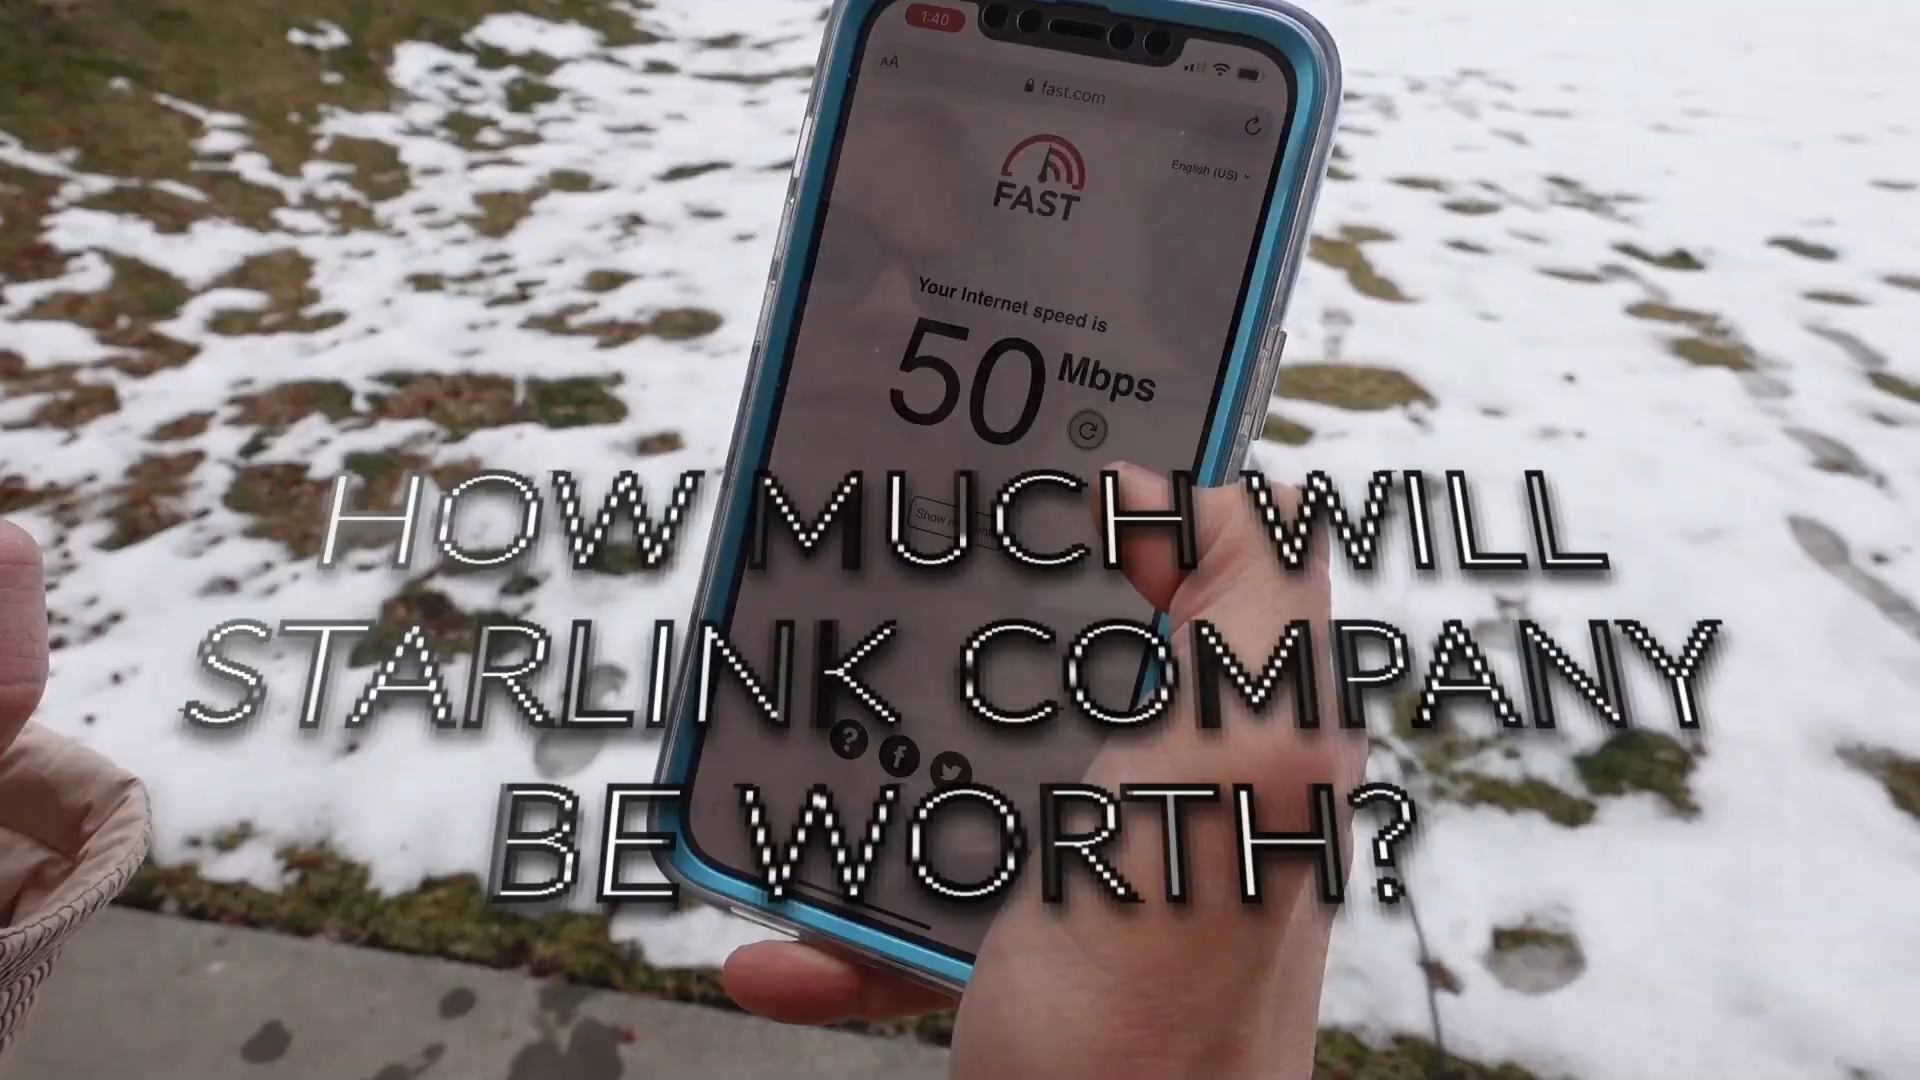 1:40
AA
fast.com
English (US)
FAST
Your Internet speed is
50 Mbps
Show
HOW MUCH WILL
STARLINK COMPANY
BE WORTH?